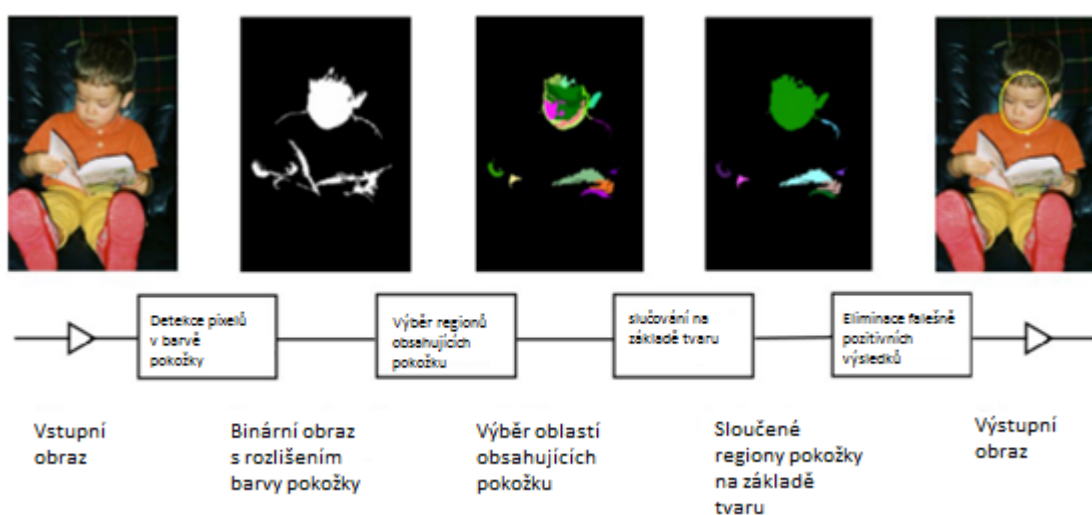 Detekce pixelů
v barvě
pokožky
Výběr regionů
obsahujících
pokožku
slučování na
základě tvaru
Eliminace falešně
pozitivních
výsledků
Vstupní
obraz
Binární obraz
s rozlišením
barvy pokožky
Výběr oblastí
obsahujících
pokožku
Sloučené
regiony pokožky
na základě
tvaru
Výstupní
obraz